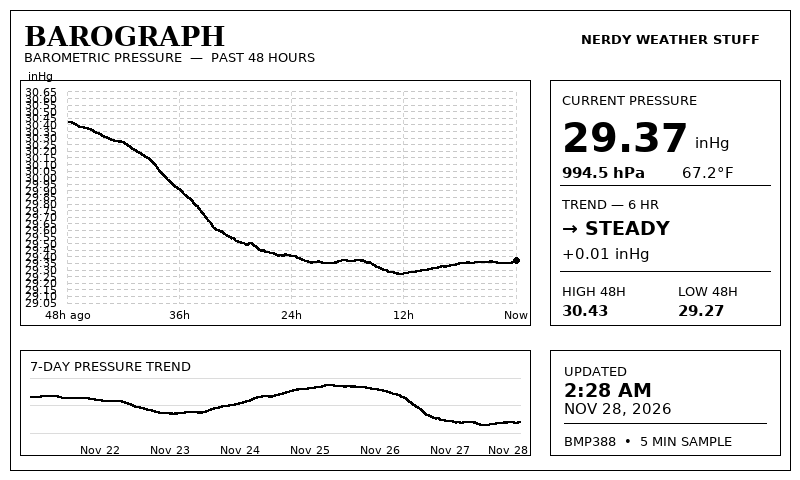 BAROGRAPH
BAROMETRIC PRESSURE — PAST 48 HOURS
NERDY WEATHER STUFF
inHg
30.65
30.60
30.55
30.50
30.45
30.40
30.35
30.30
30.25
30.20
30.15
30.10
30.05
30.00
29.95
29.90
29.85
29.80
29.75
29.70
29.65
29.60
29.55
29.50
29.45
29.40
29.35
29.30
29.25
29.20
29.15
29.10
29.05
48h ago 36h 24h 12h Now
CURRENT PRESSURE
29.37 inHg
994.5 hPa 67.2°F
TREND — 6 HR
→ STEADY
+0.01 inHg
HIGH 48H LOW 48H
30.43 29.27
7-DAY PRESSURE TREND
Nov 22 Nov 23 Nov 24 Nov 25 Nov 26 Nov 27 Nov 28
UPDATED
2:28 AM
NOV 28, 2026
BMP388 • 5 MIN SAMPLE